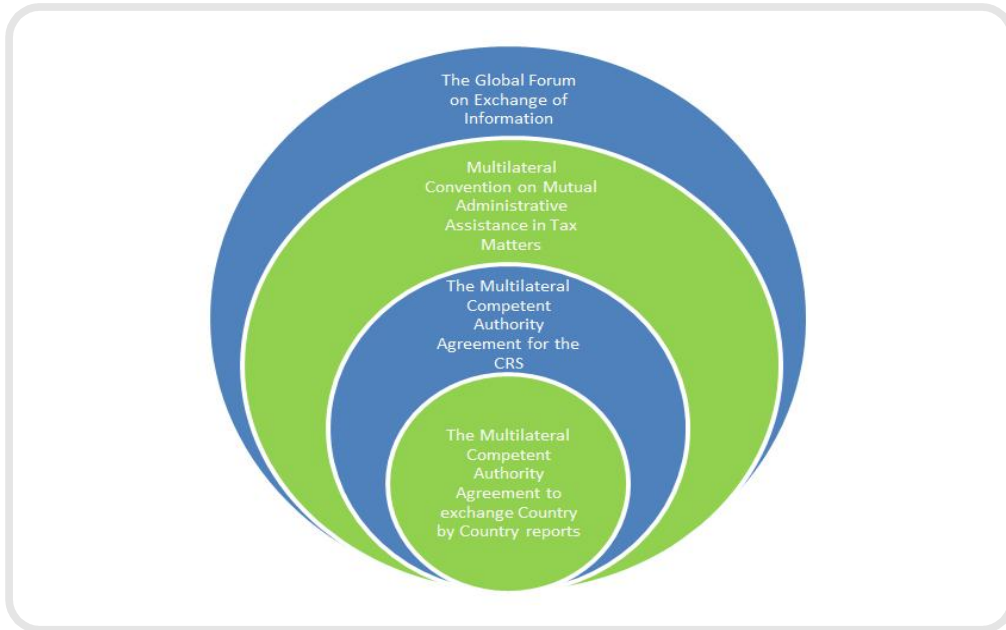 The Global Forum
on Exchange of
Information
Multilateral
Convention on Mutual
Administrative
Assistance in Tax
Matters
The Multilateral
Competent
Authority
Agreement for the
CRS
The Multilateral
Competent
Authority
Agreement to
exchange Country
by Country reports